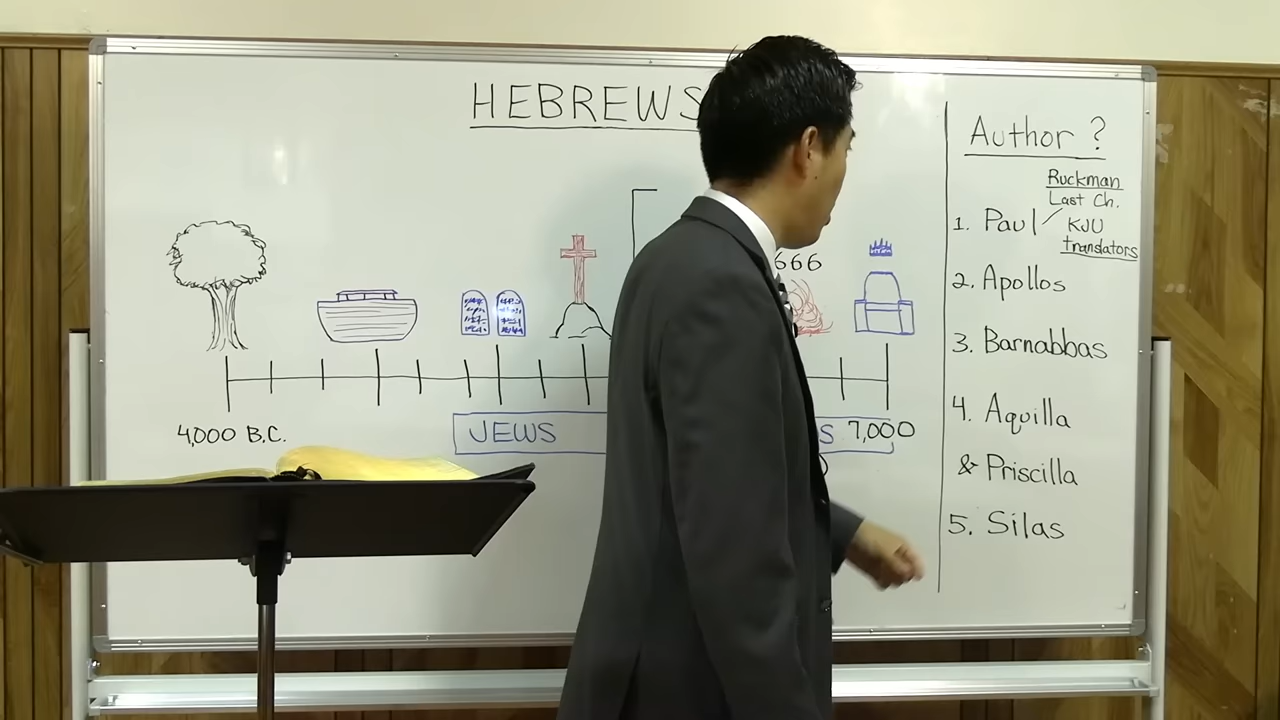 HEBREWS
Author ?
Ruckman
Last Ch.
1. Paul / KJV
translators
2. Apollos
666
3. Barnabbas
4. Aquilla
4,000 B.C.
JEWS
S 7,000
& Priscilla
5. Silas